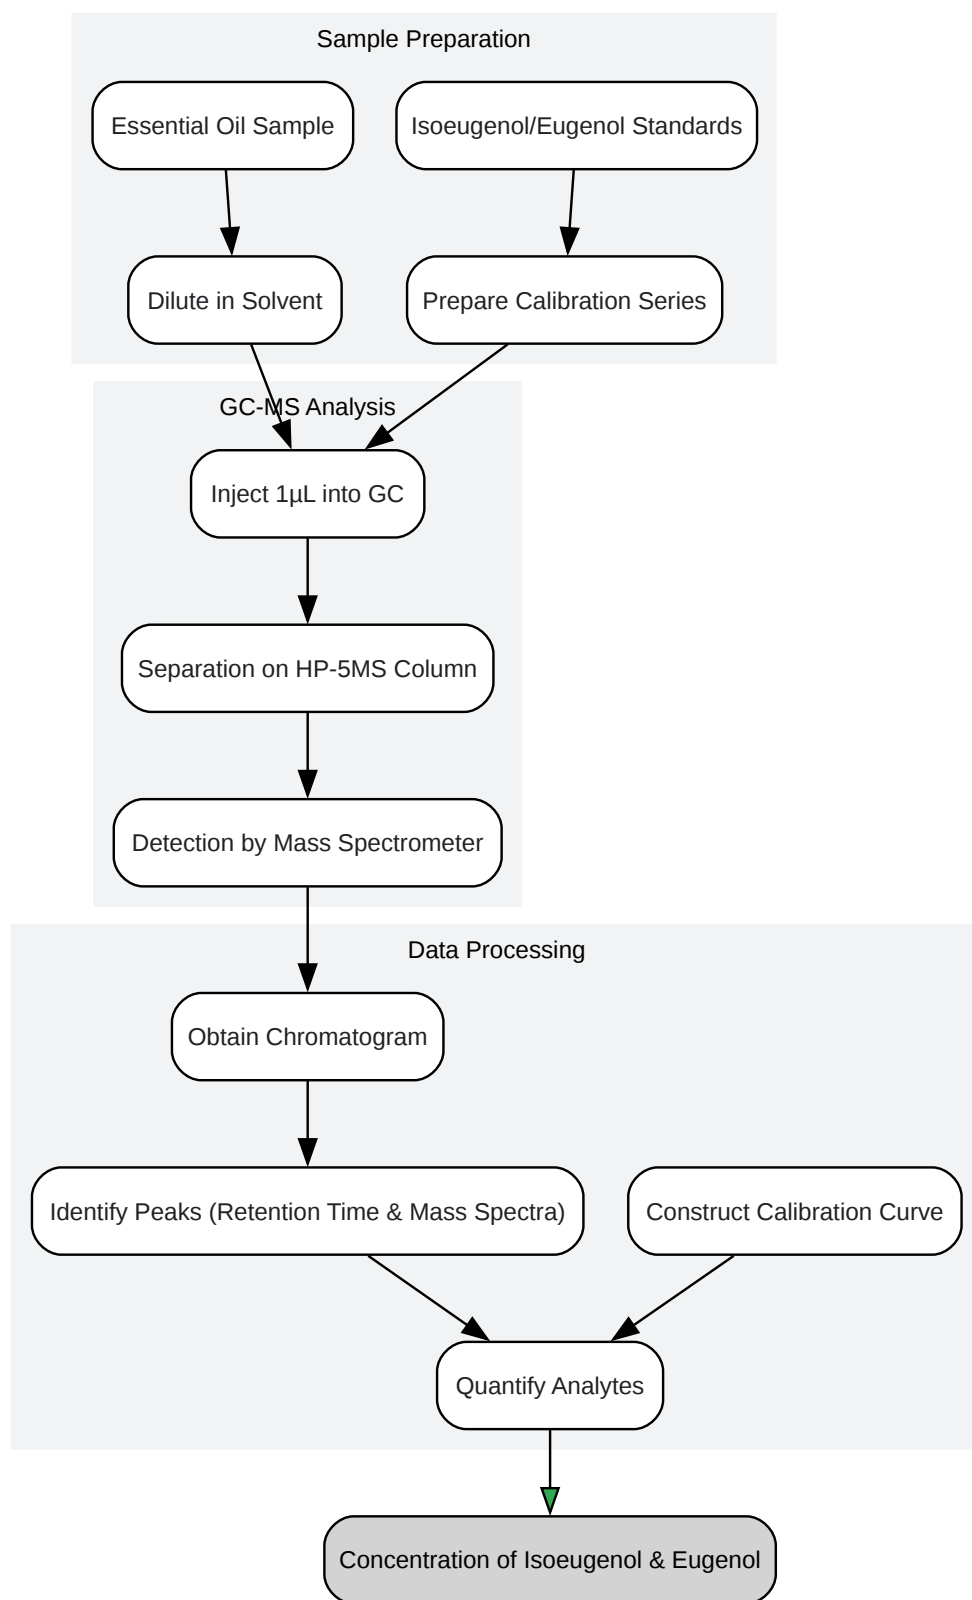 Sample Preparation
Essential Oil Sample
Isoeugenol/Eugenol Standards
Dilute in Solvent
Prepare Calibration Series
GC-MS Analysis
Inject 1µL into GC
Separation on HP-5MS Column
Detection by Mass Spectrometer
Data Processing
Obtain Chromatogram
Identify Peaks (Retention Time & Mass Spectra)
Construct Calibration Curve
Quantify Analytes
Concentration of Isoeugenol & Eugenol